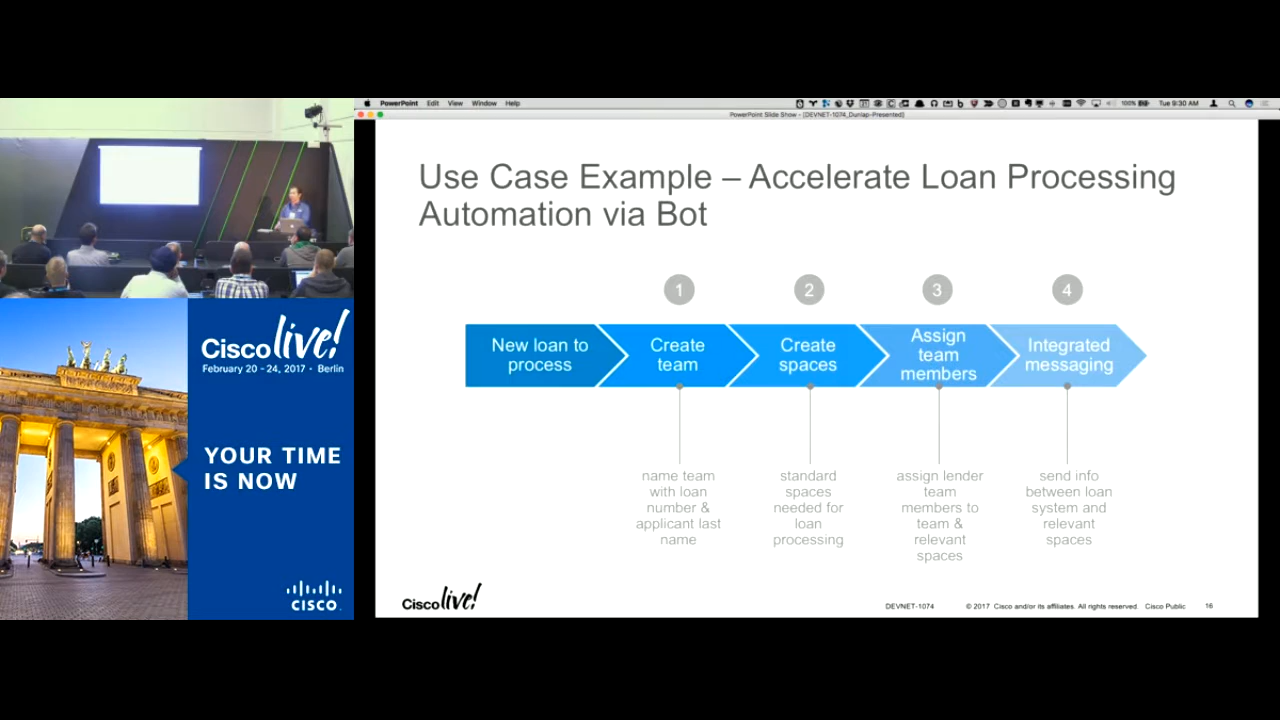 PowerPoint Edit View Window Help
100% Tue 9:30 AM
PowerPoint Slide Show - [DEVNET-1074_Dunlap-Presented]
Use Case Example – Accelerate Loan Processing
Automation via Bot
1
2
3
4
New loan to
process
Create
team
Create
spaces
Assign
team
members
Integrated
messaging
name team
with loan
number &
applicant last
name
standard
spaces
needed for
loan
processing
assign lender
team
members to
team &
relevant
spaces
send info
between loan
system and
relevant
spaces
Cisco live!
DEVNET-1074 © 2017 Cisco and/or its affiliates. All rights reserved. Cisco Public 16
Cisco live!
February 20 - 24, 2017 • Berlin
YOUR TIME
IS NOW
CISCO